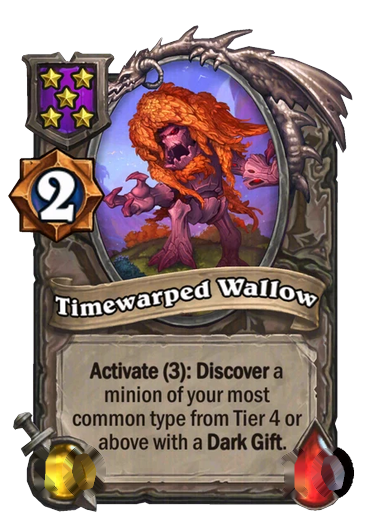 2
Timewarped Wallow
Activate (3): Discover a
minion of your most
common type from Tier 4 or
above with a Dark Gift.